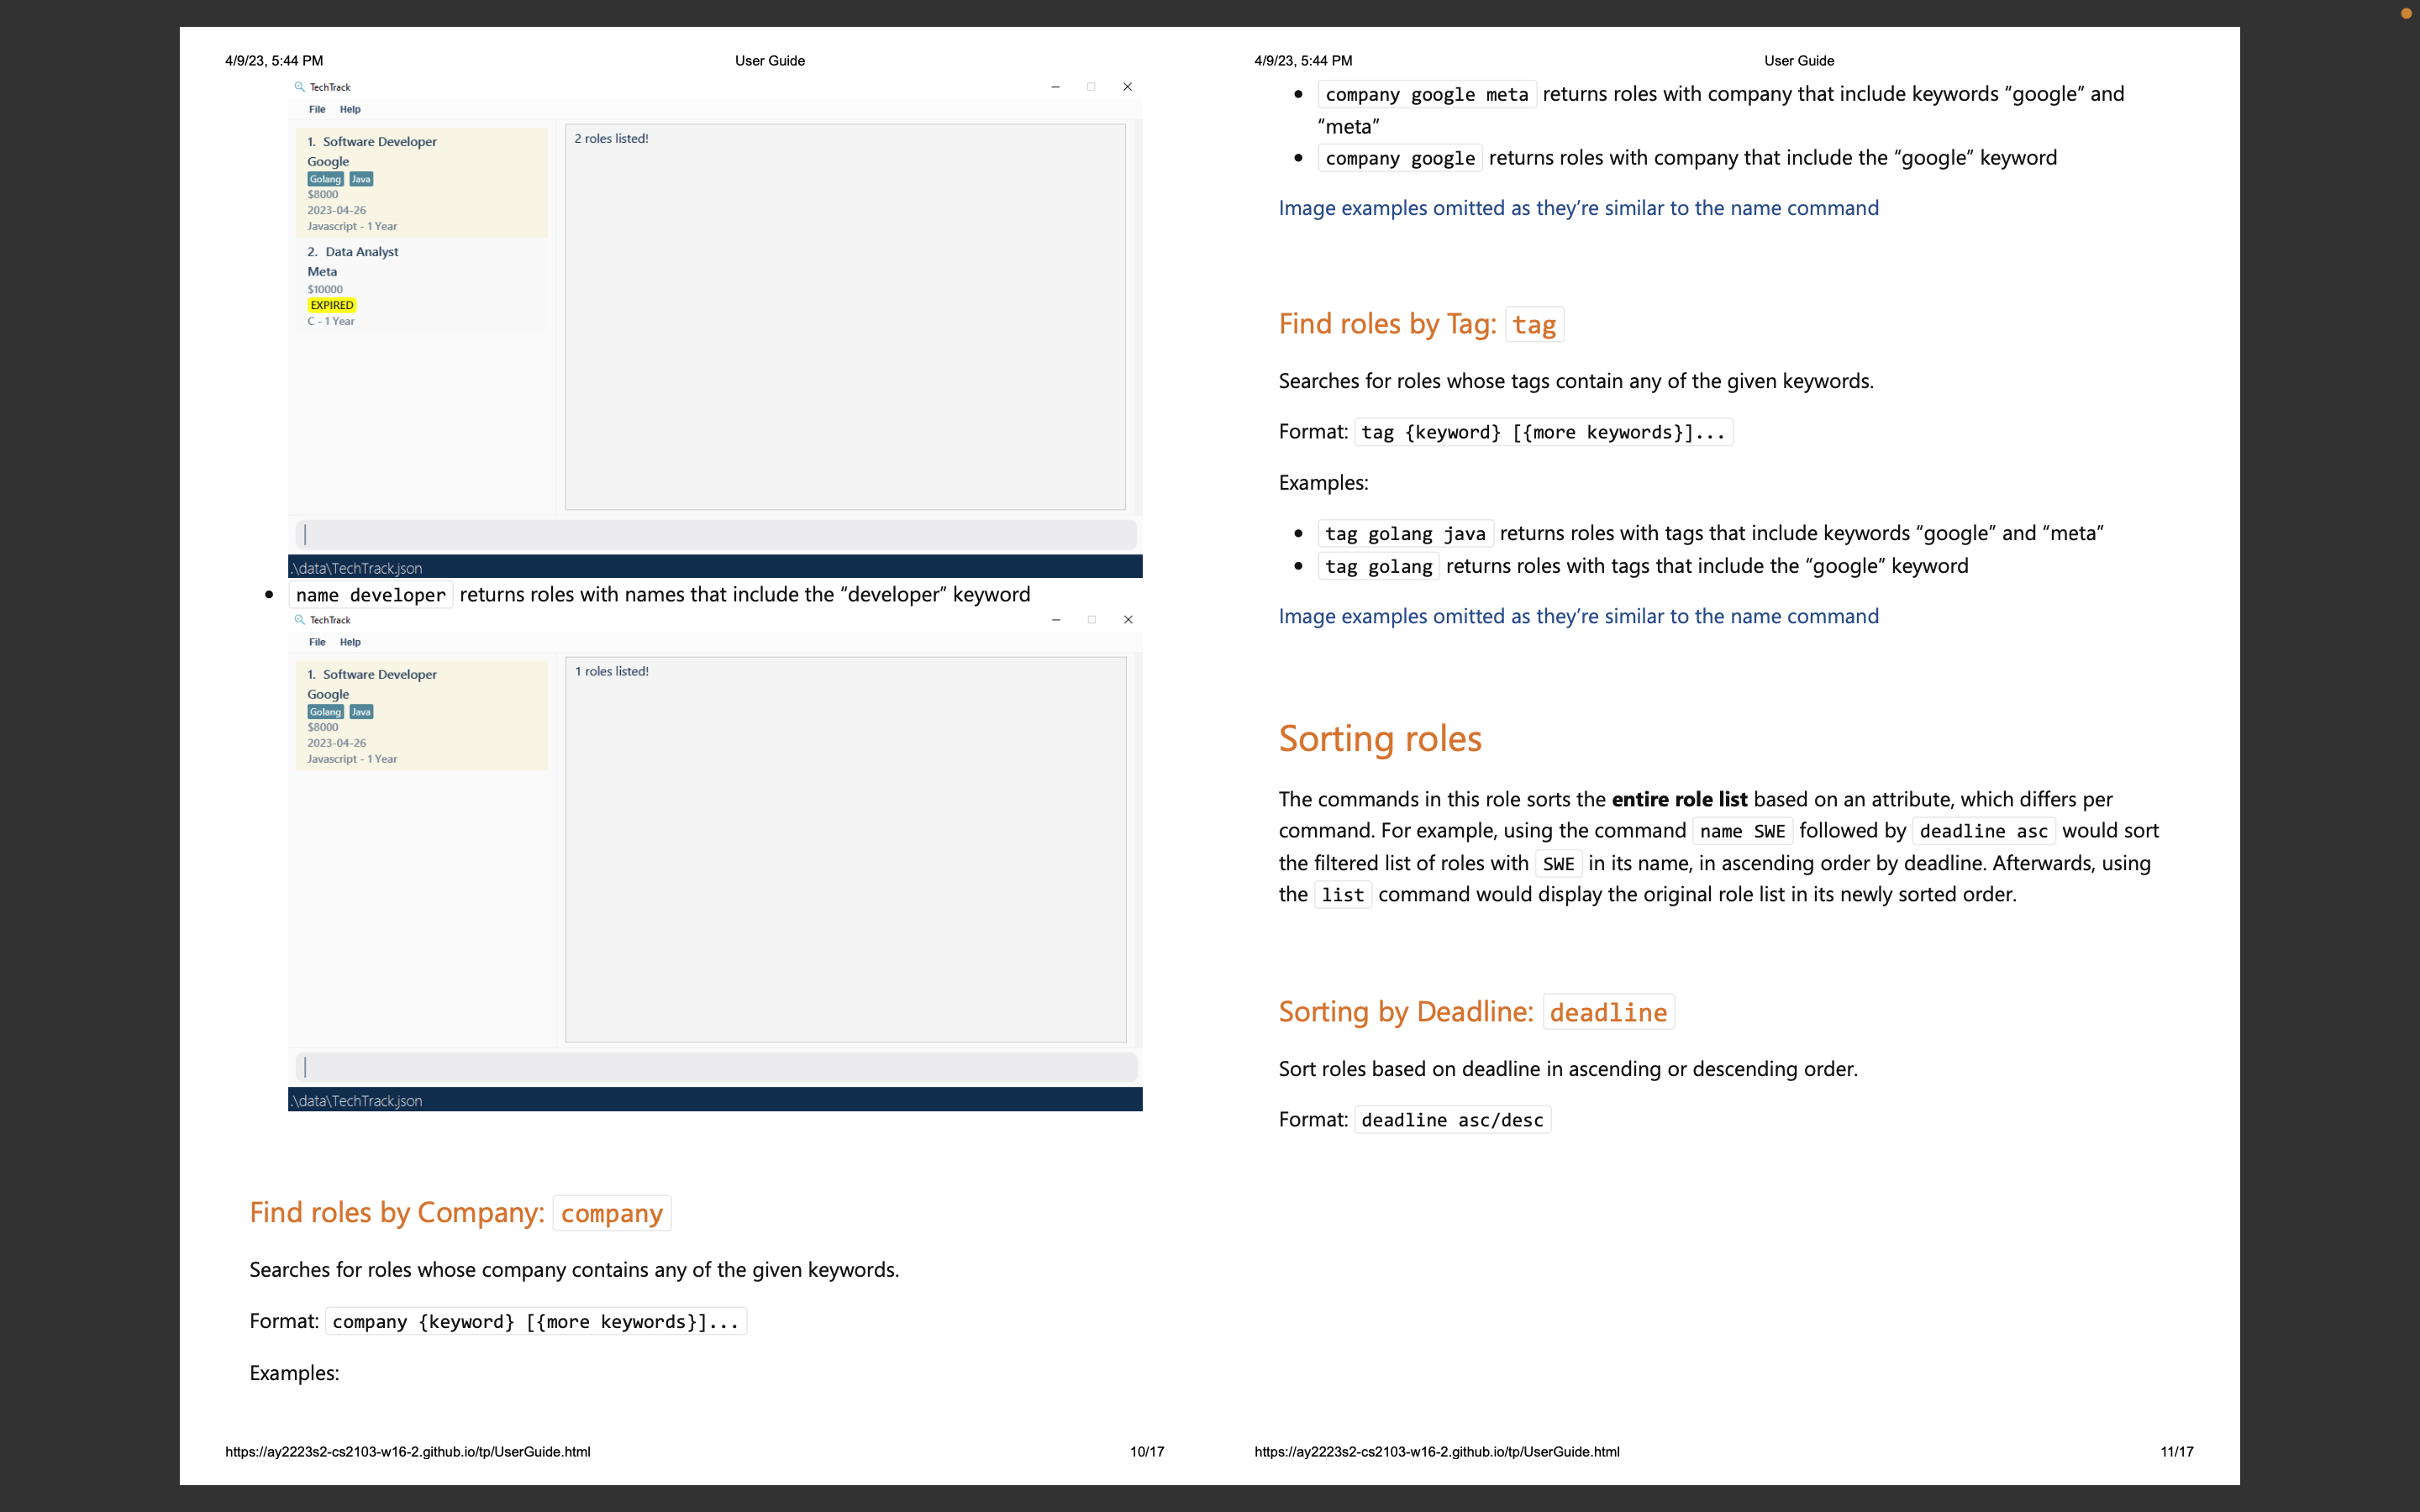 4/9/23, 5:44 PM
User Guide
TechTrack
File Help
1. Software Developer
Google
Golang Java
$8000
2023-04-26
Javascript - 1 Year
2. Data Analyst
Meta
$10000
EXPIRED
C - 1 Year
2 roles listed!
.\data\TechTrack.json
• name developer returns roles with names that include the “developer” keyword
TechTrack
File Help
1. Software Developer
Google
Golang Java
$8000
2023-04-26
Javascript - 1 Year
1 roles listed!
.\data\TechTrack.json
Find roles by Company: company
Searches for roles whose company contains any of the given keywords.
Format: company {keyword} [{more keywords}]...
Examples:
https://ay2223s2-cs2103-w16-2.github.io/tp/UserGuide.html
10/17
4/9/23, 5:44 PM
User Guide
• company google meta returns roles with company that include keywords “google” and
“meta”
• company google returns roles with company that include the “google” keyword
Image examples omitted as they’re similar to the name command
Find roles by Tag: tag
Searches for roles whose tags contain any of the given keywords.
Format: tag {keyword} [{more keywords}]...
Examples:
• tag golang java returns roles with tags that include keywords “google” and “meta”
• tag golang returns roles with tags that include the “google” keyword
Image examples omitted as they’re similar to the name command
Sorting roles
The commands in this role sorts the entire role list based on an attribute, which differs per
command. For example, using the command name SWE followed by deadline asc would sort
the filtered list of roles with SWE in its name, in ascending order by deadline. Afterwards, using
the list command would display the original role list in its newly sorted order.
Sorting by Deadline: deadline
Sort roles based on deadline in ascending or descending order.
Format: deadline asc/desc
https://ay2223s2-cs2103-w16-2.github.io/tp/UserGuide.html
11/17